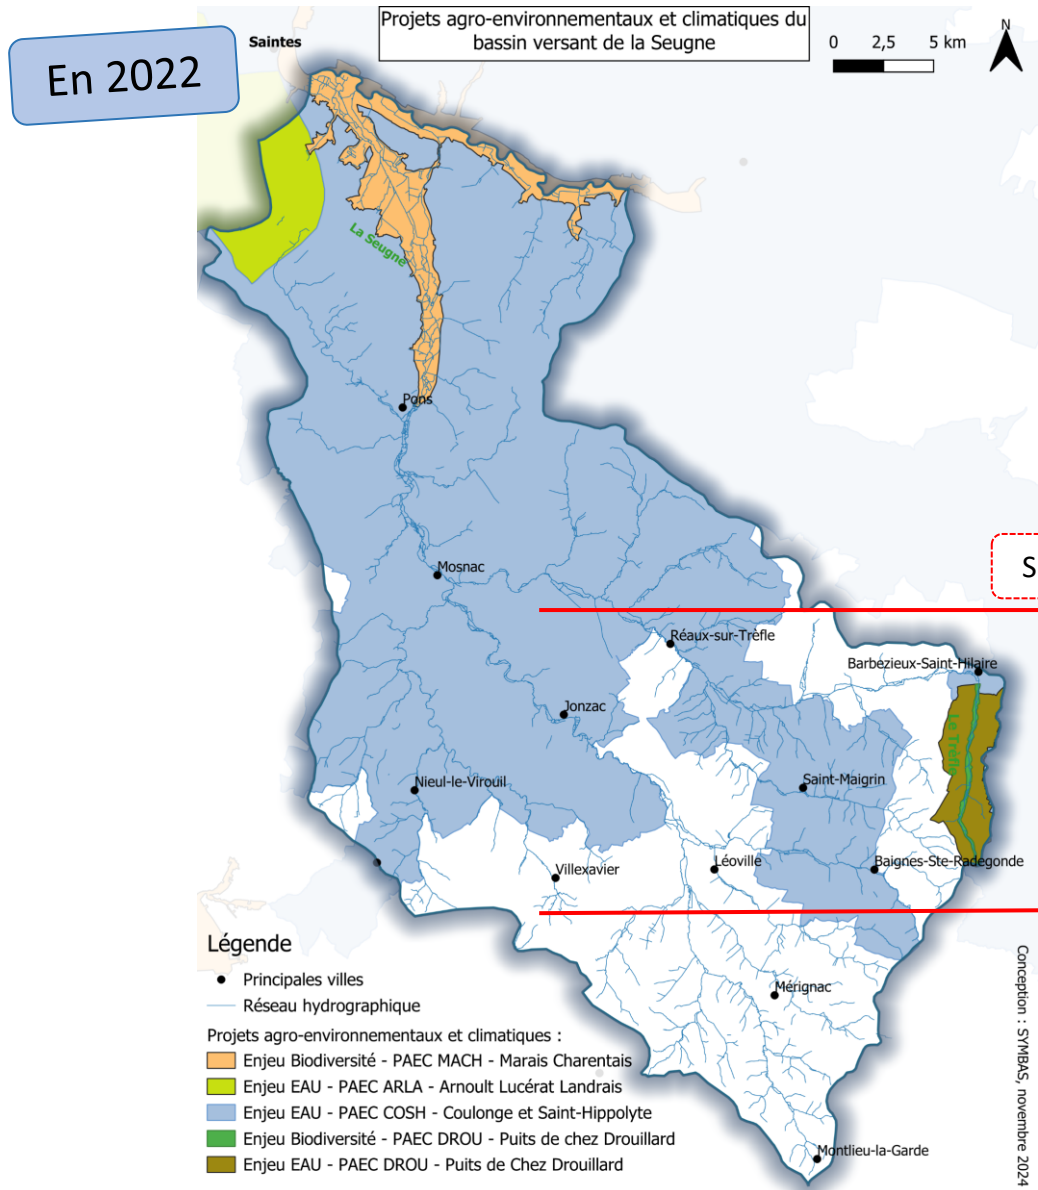 En 2022
Saintes
Projets agro-environnementaux et climatiques du
bassin versant de la Seugne
0 2,5 5 km
N
La Seugne
Pons
Mosnac
S
Réaux-sur-Trèfle
Barbezieux-Saint-Hilaire
Le Trèfle
Jonzac
Nieul-le-Virouil
Saint-Maigrin
Villexavier
Léoville
Baignes-Ste-Radegonde
Mérignac
Montlieu-la-Garde
Légende
Principales villes
Réseau hydrographique
Projets agro-environnementaux et climatiques :
Enjeu Biodiversité - PAEC MACH - Marais Charentais
Enjeu EAU - PAEC ARLA - Arnoult Lucérat Landrais
Enjeu EAU - PAEC COSH - Coulonge et Saint-Hippolyte
Enjeu Biodiversité - PAEC DROU - Puits de chez Drouillard
Enjeu EAU - PAEC DROU - Puits de Chez Drouillard
Conception : SYMBAS, novembre 2024